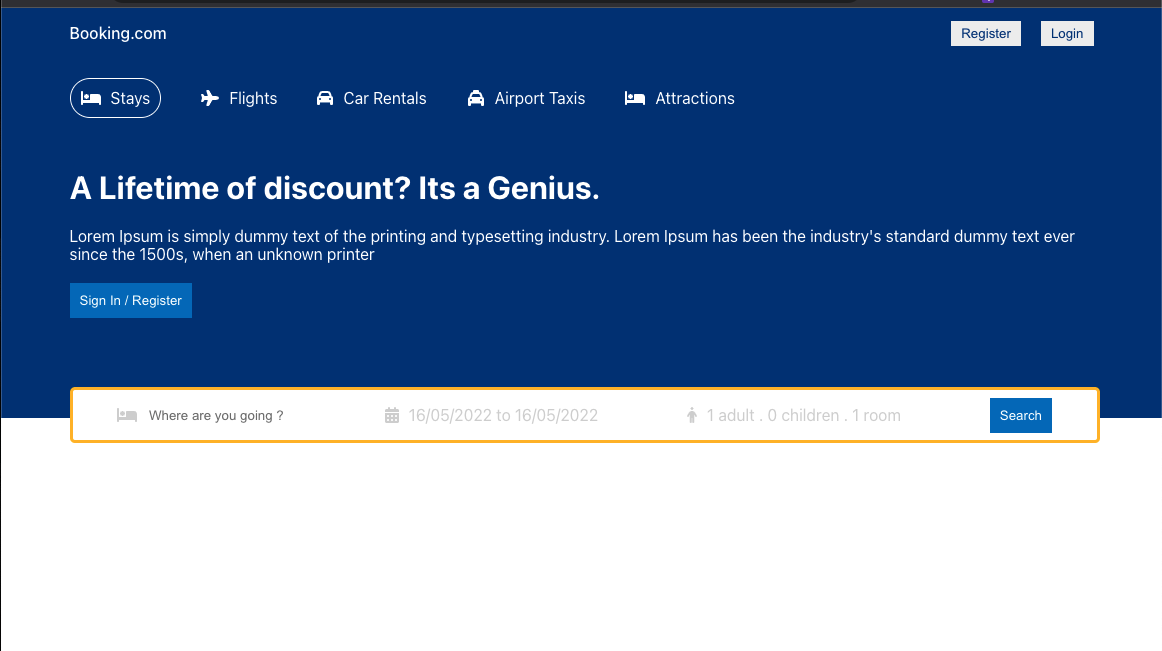 Booking.com
Register
Login
Stays
Flights
Car Rentals
Airport Taxis
Attractions
A Lifetime of discount? Its a Genius.
Lorem Ipsum is simply dummy text of the printing and typesetting industry. Lorem Ipsum has been the industry's standard dummy text ever
since the 1500s, when an unknown printer
Sign In / Register
Where are you going ?
16/05/2022 to 16/05/2022
1 adult . 0 children . 1 room
Search